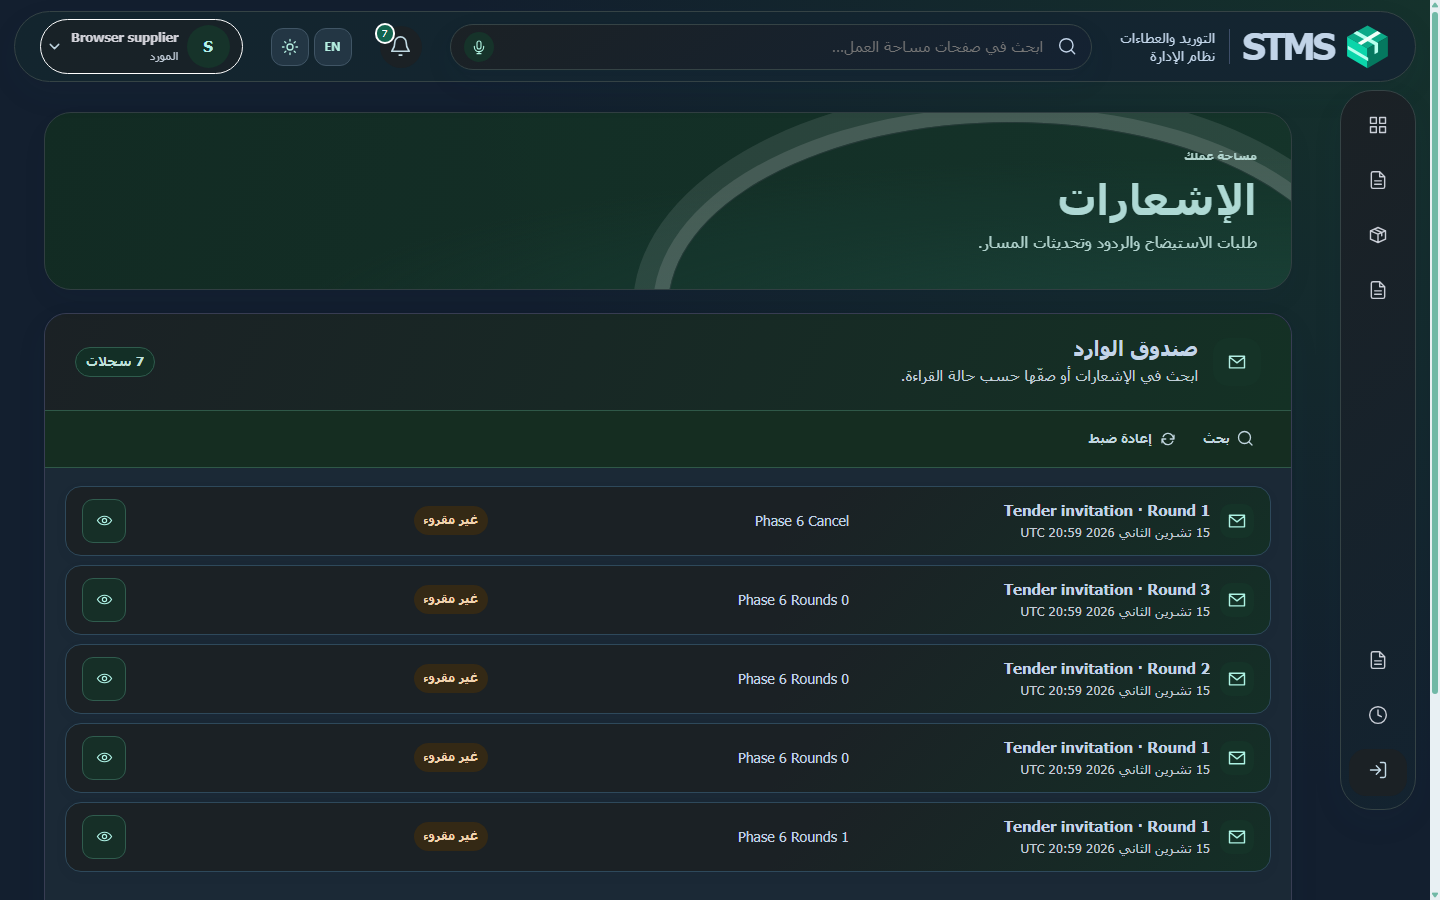 STMS
التوريد والعطاءات
نظام الإدارة
ابحث في صفحات مساحة العمل...
7
EN
S
Browser supplier
المورد
مساحة عملك
الإشعارات
طلبات الاستيضاح والردود وتحديثات المسار.
صندوق الوارد
ابحث في الإشعارات أو صفّها حسب حالة القراءة.
7 سجلات
بحث
إعادة ضبط
Tender invitation · Round 1
15 تشرين الثاني 2026 20:59 UTC
Phase 6 Cancel
غير مقروء
Tender invitation · Round 3
15 تشرين الثاني 2026 20:59 UTC
Phase 6 Rounds 0
غير مقروء
Tender invitation · Round 2
15 تشرين الثاني 2026 20:59 UTC
Phase 6 Rounds 0
غير مقروء
Tender invitation · Round 1
15 تشرين الثاني 2026 20:59 UTC
Phase 6 Rounds 0
غير مقروء
Tender invitation · Round 1
15 تشرين الثاني 2026 20:59 UTC
Phase 6 Rounds 1
غير مقروء